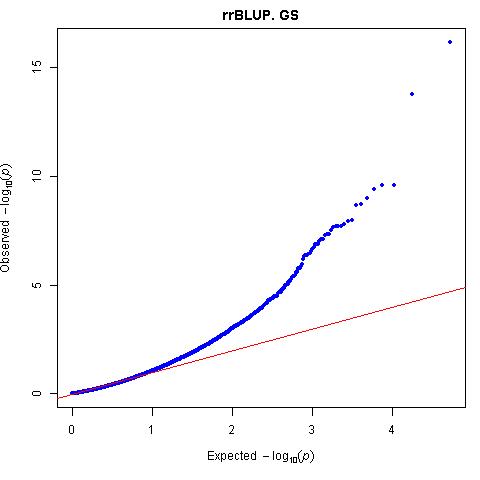 rrBLUP. GS
Observed −log10(p)
15
10
5
0
0 1 2 3 4
Expected −log10(p)